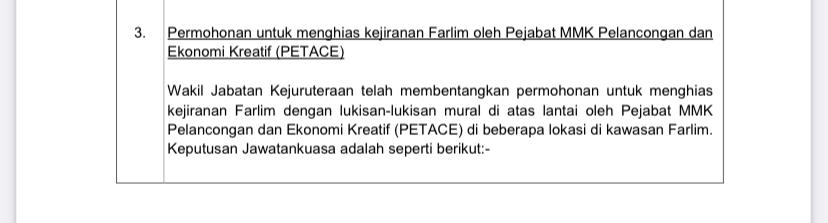 3. Permohonan untuk menghias kejiranan Farlim oleh Pejabat MMK Pelancongan dan
Ekonomi Kreatif (PETACE)
Wakil Jabatan Kejuruteraan telah membentangkan permohonan untuk menghias
kejiranan Farlim dengan lukisan-lukisan mural di atas lantai oleh Pejabat MMK
Pelancongan dan Ekonomi Kreatif (PETACE) di beberapa lokasi di kawasan Farlim.
Keputusan Jawatankuasa adalah seperti berikut:-